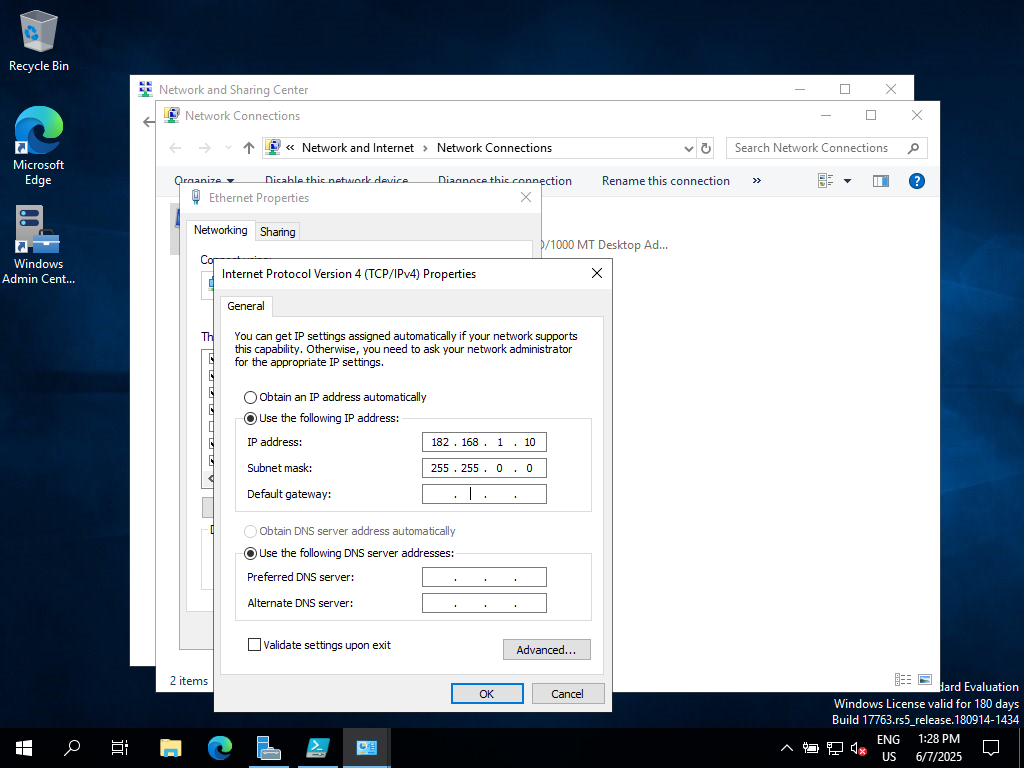 Recycle Bin
Microsoft
Edge
Windows
Admin Cent...
Network and Sharing Center
Network Connections
« Network and Internet › Network Connections
Search Network Connections
Organize
Disable this network device
Diagnose this connection
Rename this connection
»
Ethernet Properties
Networking
Sharing
0/1000 MT Desktop Ad...
Internet Protocol Version 4 (TCP/IPv4) Properties
General
You can get IP settings assigned automatically if your network supports
this capability. Otherwise, you need to ask your network administrator
for the appropriate IP settings.
Obtain an IP address automatically
Use the following IP address:
IP address:
182 . 168 . 1 . 10
Subnet mask:
255 . 255 . 0 . 0
Default gateway:
. . .
Obtain DNS server address automatically
Use the following DNS server addresses:
Preferred DNS server:
. . .
Alternate DNS server:
. . .
Validate settings upon exit
Advanced...
OK
Cancel
2 items
dard Evaluation
Windows License valid for 180 days
Build 17763.rs5_release.180914-1434
ENG
US
1:28 PM
6/7/2025